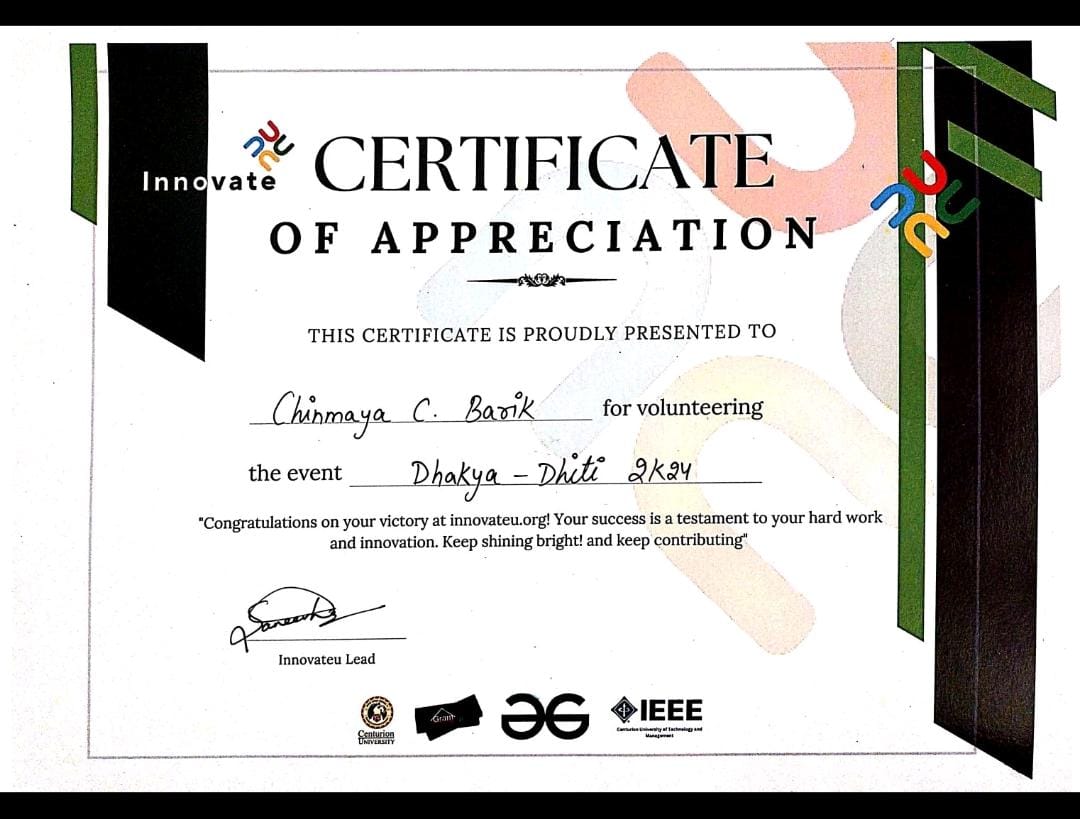 Innovate
CERTIFICATE
OF APPRECIATION
THIS CERTIFICATE IS PROUDLY PRESENTED TO
Chinmaya C. Barik for volunteering
the event Dhakya - Dhiti 2K24
"Congratulations on your victory at innovateu.org! Your success is a testament to your hard work
and innovation. Keep shining bright! and keep contributing"
Innovateu Lead
Centurion
UNIVERSITY
IEEE
Centurion University of Technology and
Management